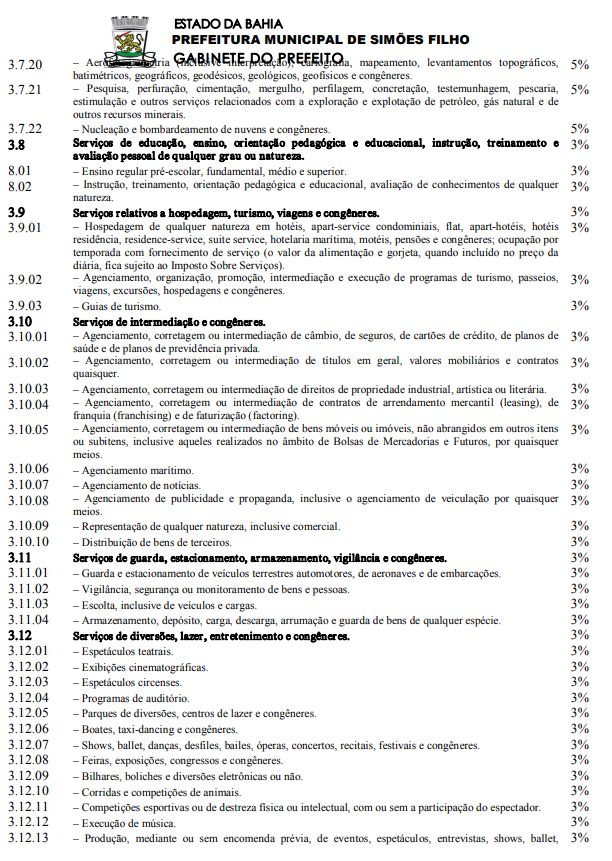 ESTADO DA BAHIA
PREFEITURA MUNICIPAL DE SIMÕES FILHO
GABINETE DO PREFEITO
3.7.20 – Aerofotogrametria (inclusive interpretação), cartografia, mapeamento, levantamentos topográficos, 5%
batimétricos, geográficos, geodésicos, geológicos, geofísicos e congêneres.
3.7.21 – Pesquisa, perfuração, cimentação, mergulho, perfilagem, concretação, testemunhagem, pescaria, 5%
estimulação e outros serviços relacionados com a exploração e explotação de petróleo, gás natural e de
outros recursos minerais.
3.7.22 – Nucleação e bombardeamento de nuvens e congêneres. 5%
3.8 Serviços de educação, ensino, orientação pedagógica e educacional, instrução, treinamento e 3%
avaliação pessoal de qualquer grau ou natureza.
8.01 – Ensino regular pré-escolar, fundamental, médio e superior. 3%
8.02 – Instrução, treinamento, orientação pedagógica e educacional, avaliação de conhecimentos de qualquer 3%
natureza.
3.9 Serviços relativos a hospedagem, turismo, viagens e congêneres. 3%
3.9.01 – Hospedagem de qualquer natureza em hotéis, apart-service condominiais, flat, apart-hotéis, hotéis 3%
residência, residence-service, suite service, hotelaria marítima, motéis, pensões e congêneres; ocupação por
temporada com fornecimento de serviço (o valor da alimentação e gorjeta, quando incluído no preço da
diária, fica sujeito ao Imposto Sobre Serviços).
3.9.02 – Agenciamento, organização, promoção, intermediação e execução de programas de turismo, passeios, 3%
viagens, excursões, hospedagens e congêneres.
3.9.03 – Guias de turismo. 3%
3.10 Serviços de intermediação e congêneres.
3.10.01 – Agenciamento, corretagem ou intermediação de câmbio, de seguros, de cartões de crédito, de planos de 3%
saúde e de planos de previdência privada.
3.10.02 – Agenciamento, corretagem ou intermediação de títulos em geral, valores mobiliários e contratos 3%
quaisquer.
3.10.03 – Agenciamento, corretagem ou intermediação de direitos de propriedade industrial, artística ou literária. 3%
3.10.04 – Agenciamento, corretagem ou intermediação de contratos de arrendamento mercantil (leasing), de 3%
franquia (franchising) e de faturização (factoring).
3.10.05 – Agenciamento, corretagem ou intermediação de bens móveis ou imóveis, não abrangidos em outros itens 3%
ou subitens, inclusive aqueles realizados no âmbito de Bolsas de Mercadorias e Futuros, por quaisquer
meios.
3.10.06 – Agenciamento marítimo. 3%
3.10.07 – Agenciamento de notícias. 3%
3.10.08 – Agenciamento de publicidade e propaganda, inclusive o agenciamento de veiculação por quaisquer 3%
meios.
3.10.09 – Representação de qualquer natureza, inclusive comercial. 3%
3.10.10 – Distribuição de bens de terceiros. 3%
3.11 Serviços de guarda, estacionamento, armazenamento, vigilância e congêneres. 3%
3.11.01 – Guarda e estacionamento de veículos terrestres automotores, de aeronaves e de embarcações. 3%
3.11.02 – Vigilância, segurança ou monitoramento de bens e pessoas. 3%
3.11.03 – Escolta, inclusive de veículos e cargas. 3%
3.11.04 – Armazenamento, depósito, carga, descarga, arrumação e guarda de bens de qualquer espécie. 3%
3.12 Serviços de diversões, lazer, entretenimento e congêneres. 3%
3.12.01 – Espetáculos teatrais. 3%
3.12.02 – Exibições cinematográficas. 3%
3.12.03 – Espetáculos circenses. 3%
3.12.04 – Programas de auditório. 3%
3.12.05 – Parques de diversões, centros de lazer e congêneres. 3%
3.12.06 – Boates, taxi-dancing e congêneres. 3%
3.12.07 – Shows, ballet, danças, desfiles, bailes, óperas, concertos, recitais, festivais e congêneres. 3%
3.12.08 – Feiras, exposições, congressos e congêneres. 3%
3.12.09 – Bilhares, boliches e diversões eletrônicas ou não. 3%
3.12.10 – Corridas e competições de animais. 3%
3.12.11 – Competições esportivas ou de destreza física ou intelectual, com ou sem a participação do espectador. 3%
3.12.12 – Execução de música. 3%
3.12.13 – Produção, mediante ou sem encomenda prévia, de eventos, espetáculos, entrevistas, shows, ballet, 3%